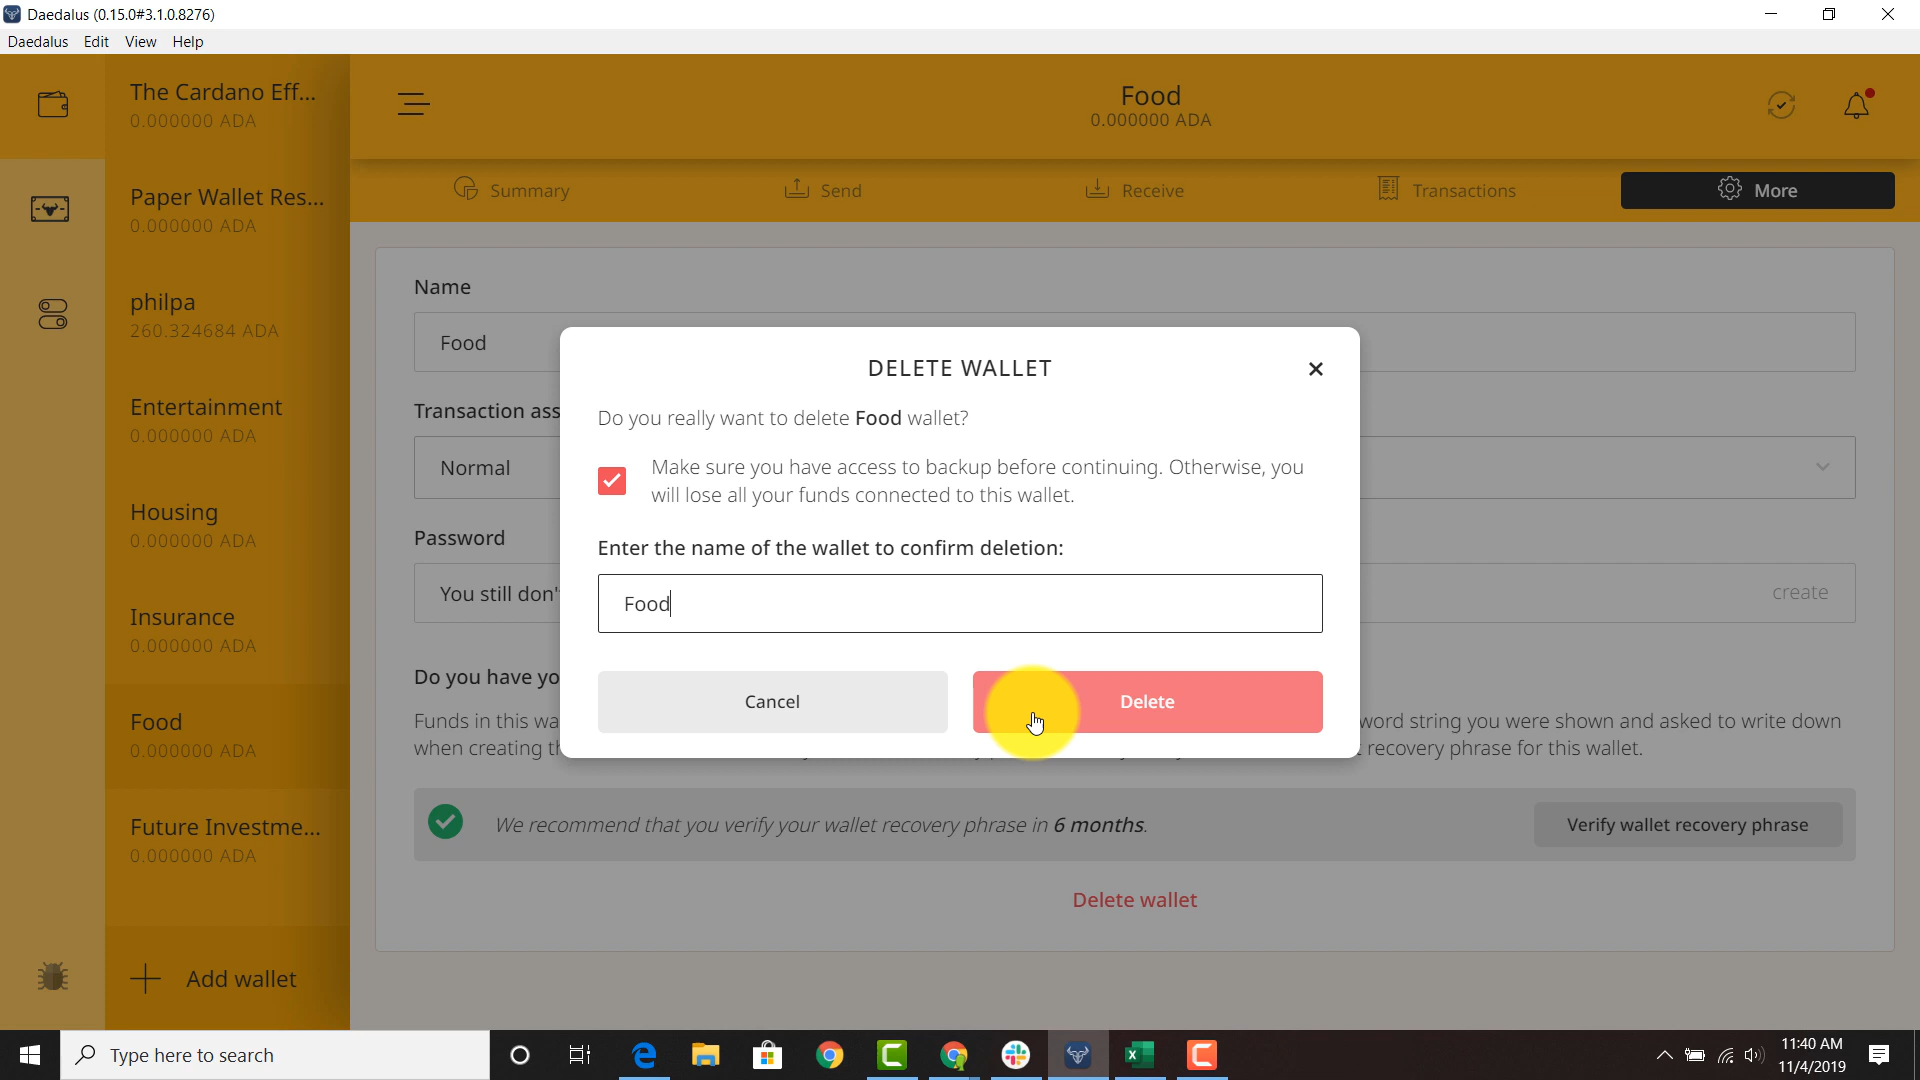 Daedalus (0.15.0#3.1.0.8276)
Daedalus Edit View Help
The Cardano Eff...
0.000000 ADA
Paper Wallet Res...
0.000000 ADA
philpa
260.324684 ADA
Entertainment
0.000000 ADA
Housing
0.000000 ADA
Insurance
0.000000 ADA
Food
0.000000 ADA
Future Investme...
0.000000 ADA
Add wallet
Food
0.000000 ADA
Summary Send Receive Transactions More
Name
Food
Transaction ass
Normal
Password
You still don'
create
Do you have yo
Funds in this wa
word string you were shown and asked to write down
when creating t
recovery phrase for this wallet.
We recommend that you verify your wallet recovery phrase in 6 months.
Verify wallet recovery phrase
Delete wallet
DELETE WALLET
Do you really want to delete Food wallet?
Make sure you have access to backup before continuing. Otherwise, you
will lose all your funds connected to this wallet.
Enter the name of the wallet to confirm deletion:
Food
Cancel
Delete
Type here to search
11:40 AM
11/4/2019